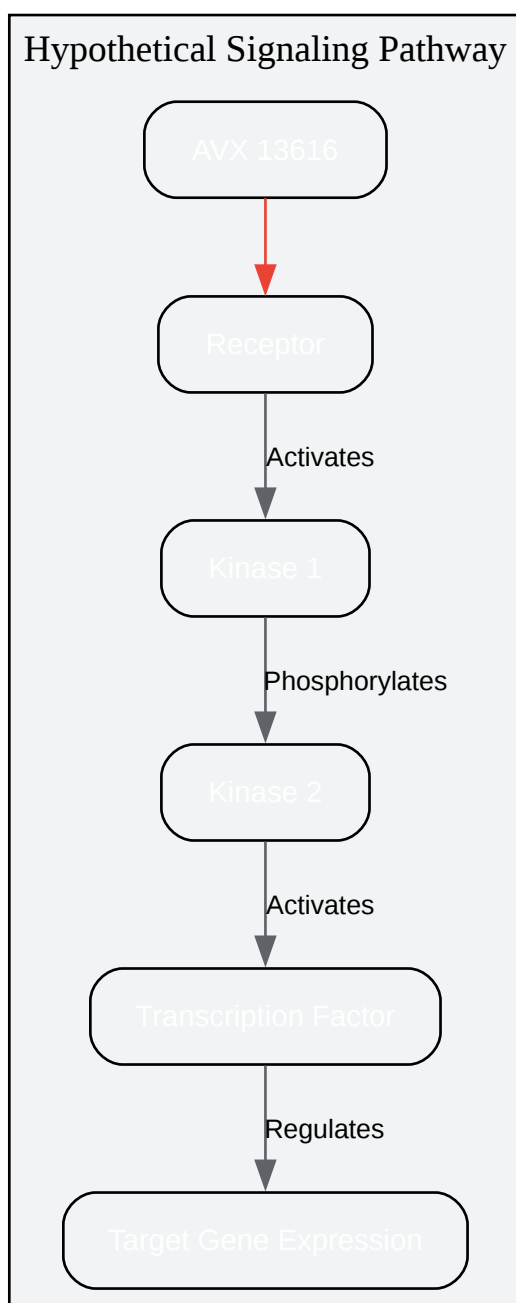 Hypothetical Signaling Pathway
AVX 13616
Receptor
Activates
Kinase 1
Phosphorylates
Kinase 2
Activates
Transcription Factor
Regulates
Target Gene Expression